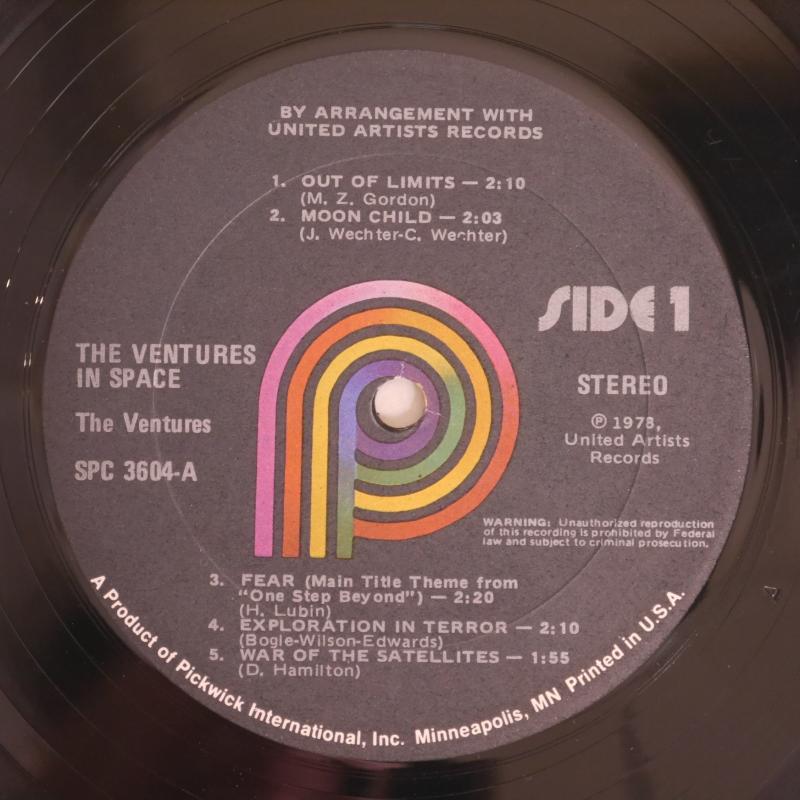 BY ARRANGEMENT WITH
UNITED ARTISTS RECORDS
1. OUT OF LIMITS — 2:10
(M. Z. Gordon)
2. MOON CHILD — 2:03
(J. Wechter-C. Wechter)
SIDE 1
THE VENTURES
IN SPACE
The Ventures
SPC 3604-A
STEREO
℗ 1978,
United Artists
Records
WARNING: Unauthorized reproduction
of this recording is prohibited by Federal
law and subject to criminal prosecution.
3. FEAR (Main Title Theme from
"One Step Beyond") — 2:20
(H. Lubin)
4. EXPLORATION IN TERROR — 2:10
(Bogle-Wilson-Edwards)
5. WAR OF THE SATELLITES — 1:55
(D. Hamilton)
A Product of Pickwick International, Inc. Minneapolis, MN Printed in U.S.A.